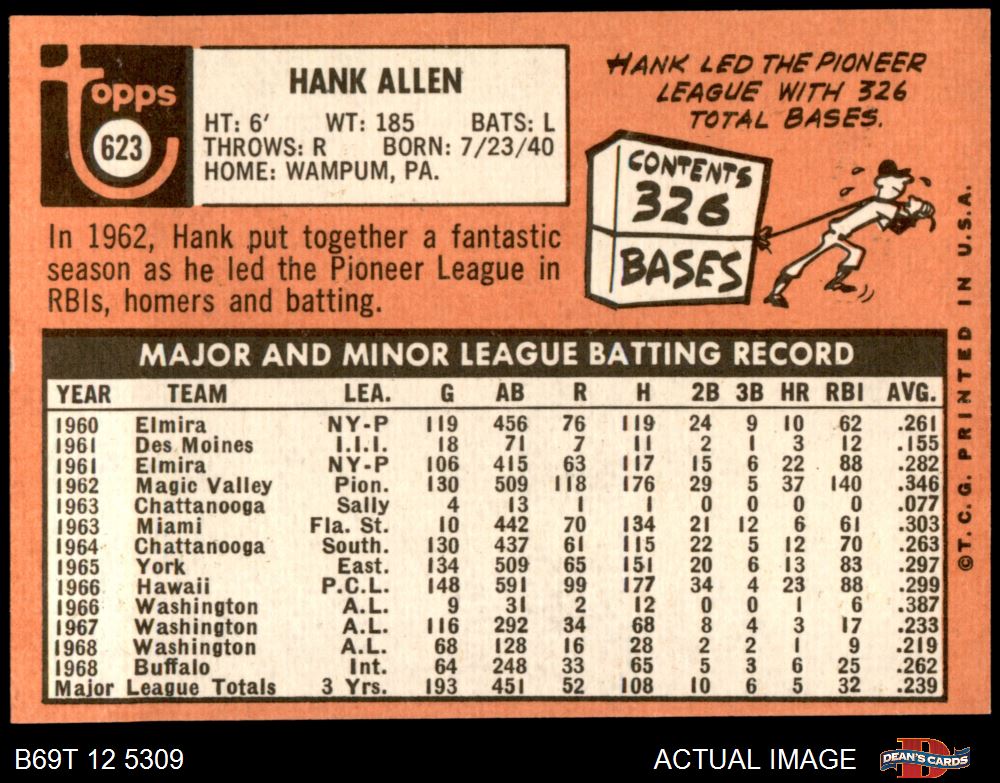 topps
623
HANK ALLEN
HT: 6' WT: 185 BATS: L
THROWS: R BORN: 7/23/40
HOME: WAMPUM, PA.
HANK LED THE PIONEER
LEAGUE WITH 326
TOTAL BASES.
CONTENTS
326
BASES
In 1962, Hank put together a fantastic
season as he led the Pioneer League in
RBIs, homers and batting.
MAJOR AND MINOR LEAGUE BATTING RECORD
YEAR TEAM LEA. G AB R H 2B 3B HR RBI AVG.
1960 Elmira NY-P 119 456 76 119 24 9 10 62 .261
1961 Des Moines I.I.I. 18 71 7 11 2 1 3 12 .155
1961 Elmira NY-P 106 415 63 117 15 6 22 88 .282
1962 Magic Valley Pion. 130 509 118 176 29 5 37 140 .346
1963 Chattanooga Sally 4 13 1 1 0 0 0 0 .077
1963 Miami Fla. St. 10 442 70 134 21 12 6 61 .303
1964 Chattanooga South. 130 437 61 115 22 5 12 70 .263
1965 York East. 134 509 65 151 20 6 13 83 .297
1966 Hawaii P.C.L. 148 591 99 177 34 4 23 88 .299
1966 Washington A.L. 9 31 2 12 0 0 1 6 .387
1967 Washington A.L. 116 292 34 68 8 4 3 17 .233
1968 Washington A.L. 68 128 16 28 2 2 1 9 .219
1968 Buffalo Int. 64 248 33 65 5 3 6 25 .262
Major League Totals 3 Yrs. 193 451 52 108 10 6 5 32 .239
©T.C.G. PRINTED IN U.S.A.
B69T 12 5309
ACTUAL IMAGE
DEAN'S CARDS